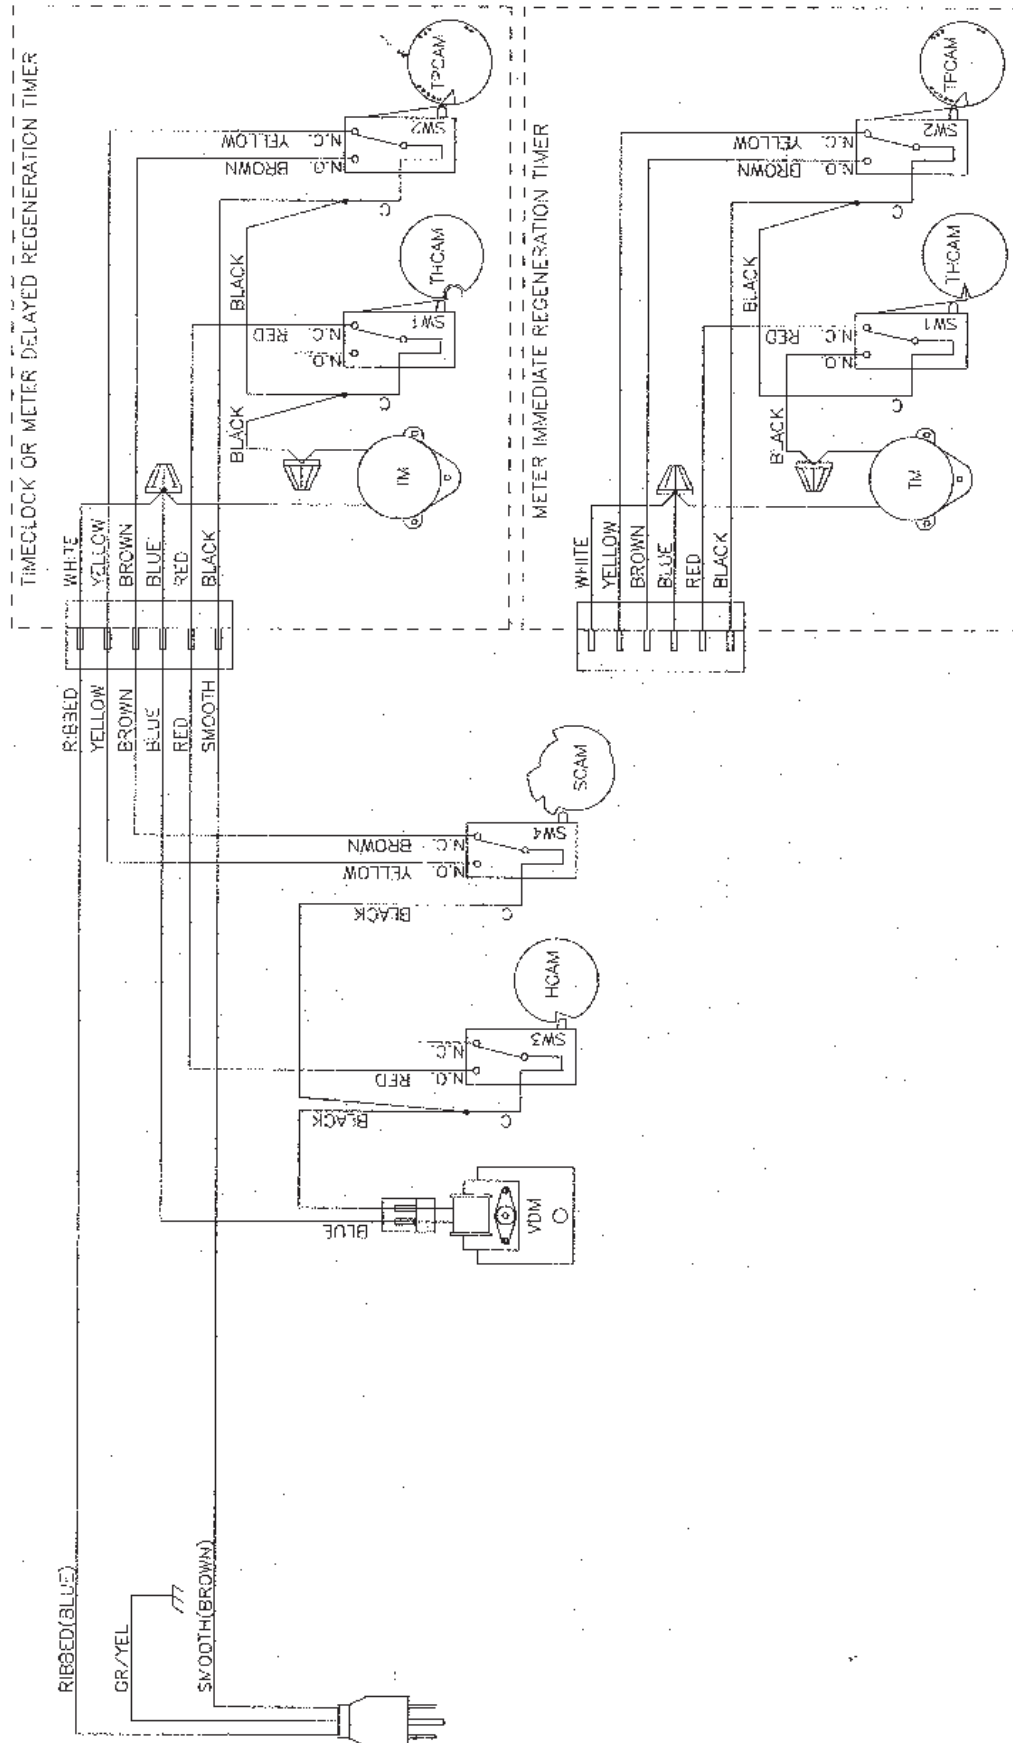 TIMECLOCK OR METER DELAYED REGENERATION TIMER
WHITE
YELLOW
BROWN
BLUE
RED
BLACK
BLACK
BLACK
TM
RED
N.C.
N.O.
SW1
C
THCAM
YELLOW
N.C.
BROWN
N.O.
SW2
C
TPCAM
METER IMMEDIATE REGENERATION TIMER
WHITE
YELLOW
BROWN
BLUE
RED
BLACK
BLACK
BLACK
TM
RED
N.C.
N.O.
SW1
C
THCAM
YELLOW
N.C.
BROWN
N.O.
SW2
C
TPCAM
RIBBED
YELLOW
BROWN
BLUE
RED
SMOOTH
BROWN
N.C.
YELLOW
N.O.
SW4
C
BLACK
SCAM
N.C.
RED
N.O.
SW3
C
BLACK
HCAM
BLUE
VDM
RIBBED(BLUE)
GR/YEL
SMOOTH(BROWN)